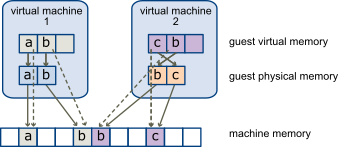 virtual machine 1
virtual machine 2
a b c b guest virtual memory
a b b c guest physical memory
a b b c machine memory